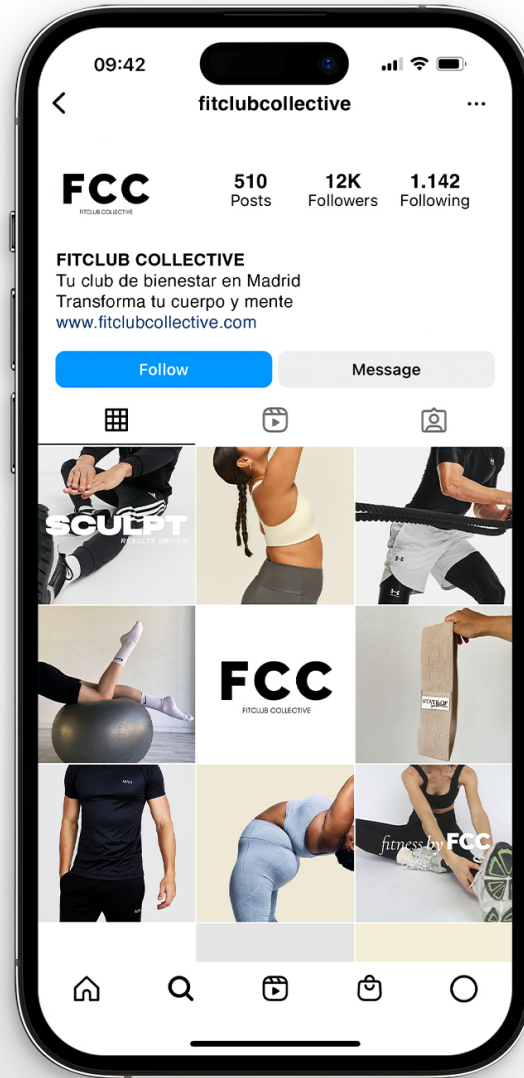 09:42
fitclubcollective
FCC
FITCLUB COLLECTIVE
510 12K 1.142
Posts Followers Following
FITCLUB COLLECTIVE
Tu club de bienestar en Madrid
Transforma tu cuerpo y mente
www.fitclubcollective.com
Follow Message
SCULPT
RESULTS DRIVEN
FCC
FITCLUB COLLECTIVE
STATE OF
fitness by FCC